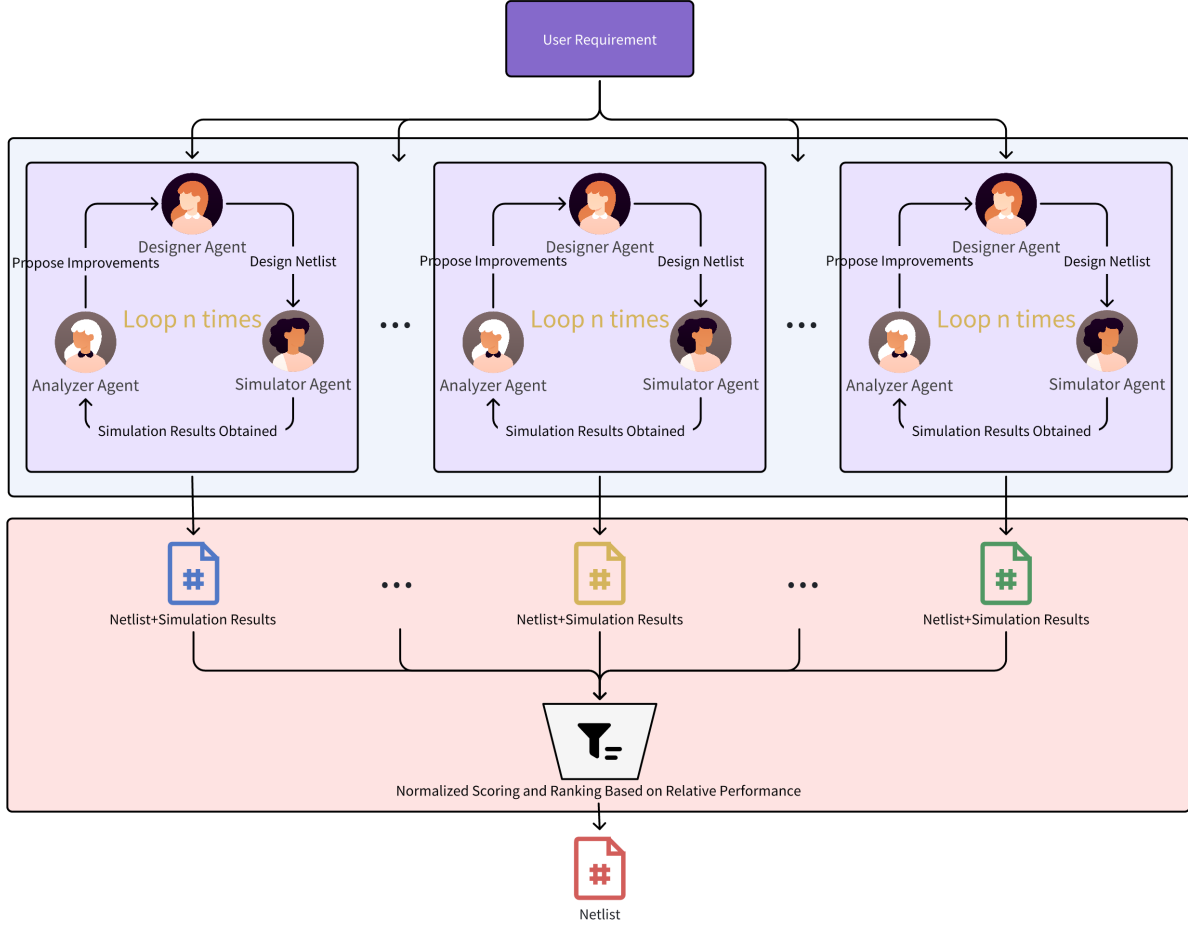 User Requirement
Designer Agent
Propose Improvements
Design Netlist
Loop n times
Analyzer Agent
Simulator Agent
Simulation Results Obtained
...
Designer Agent
Propose Improvements
Design Netlist
Loop n times
Analyzer Agent
Simulator Agent
Simulation Results Obtained
...
Designer Agent
Propose Improvements
Design Netlist
Loop n times
Analyzer Agent
Simulator Agent
Simulation Results Obtained
#
Netlist+Simulation Results
...
#
Netlist+Simulation Results
...
#
Netlist+Simulation Results
Normalized Scoring and Ranking Based on Relative Performance
#
Netlist